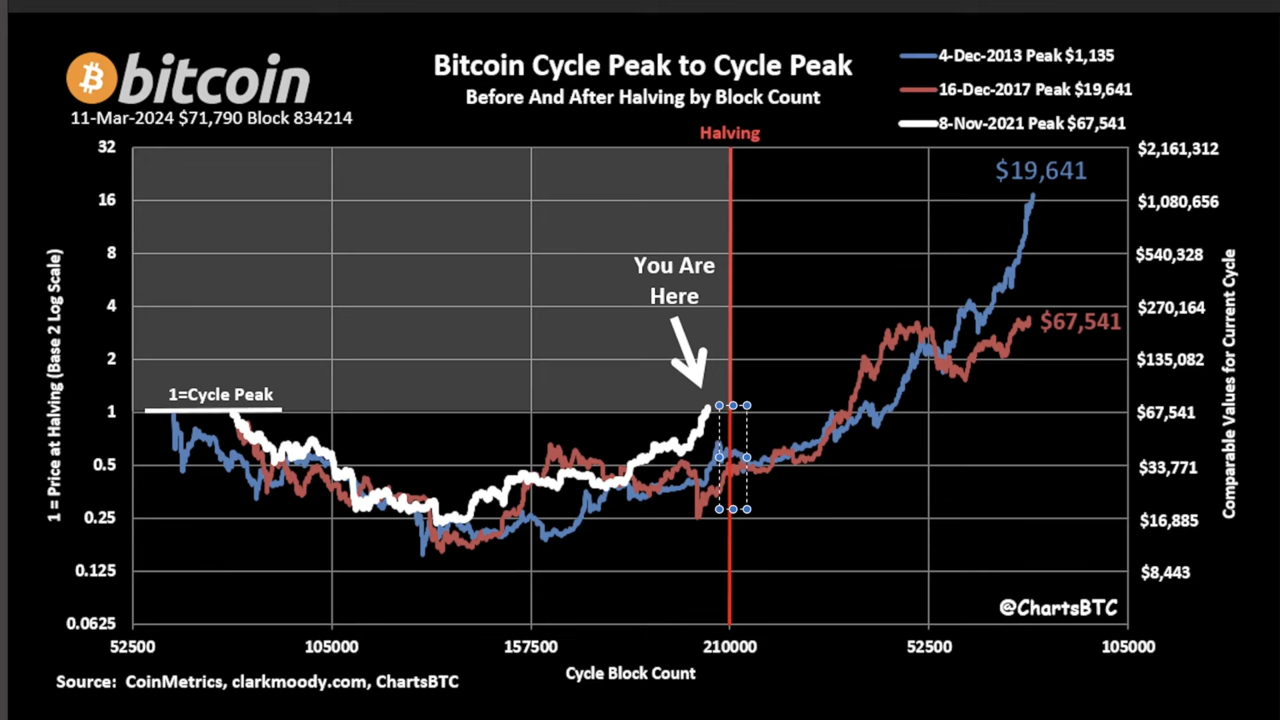 bitcoin
11-Mar-2024 $71,790 Block 834214
Bitcoin Cycle Peak to Cycle Peak
Before And After Halving by Block Count
4-Dec-2013 Peak $1,135
16-Dec-2017 Peak $19,641
8-Nov-2021 Peak $67,541
Halving
1 = Price at Halving (Base 2 Log Scale)
32
16
8
4
2
1
0.5
0.25
0.125
0.0625
1=Cycle Peak
You Are
Here
$19,641
$67,541
$2,161,312
$1,080,656
$540,328
$270,164
$135,082
$67,541
$33,771
$16,885
$8,443
Comparable Values for Current Cycle
@ChartsBTC
52500
105000
157500
210000
52500
105000
Cycle Block Count
Source: CoinMetrics, clarkmoody.com, ChartsBTC